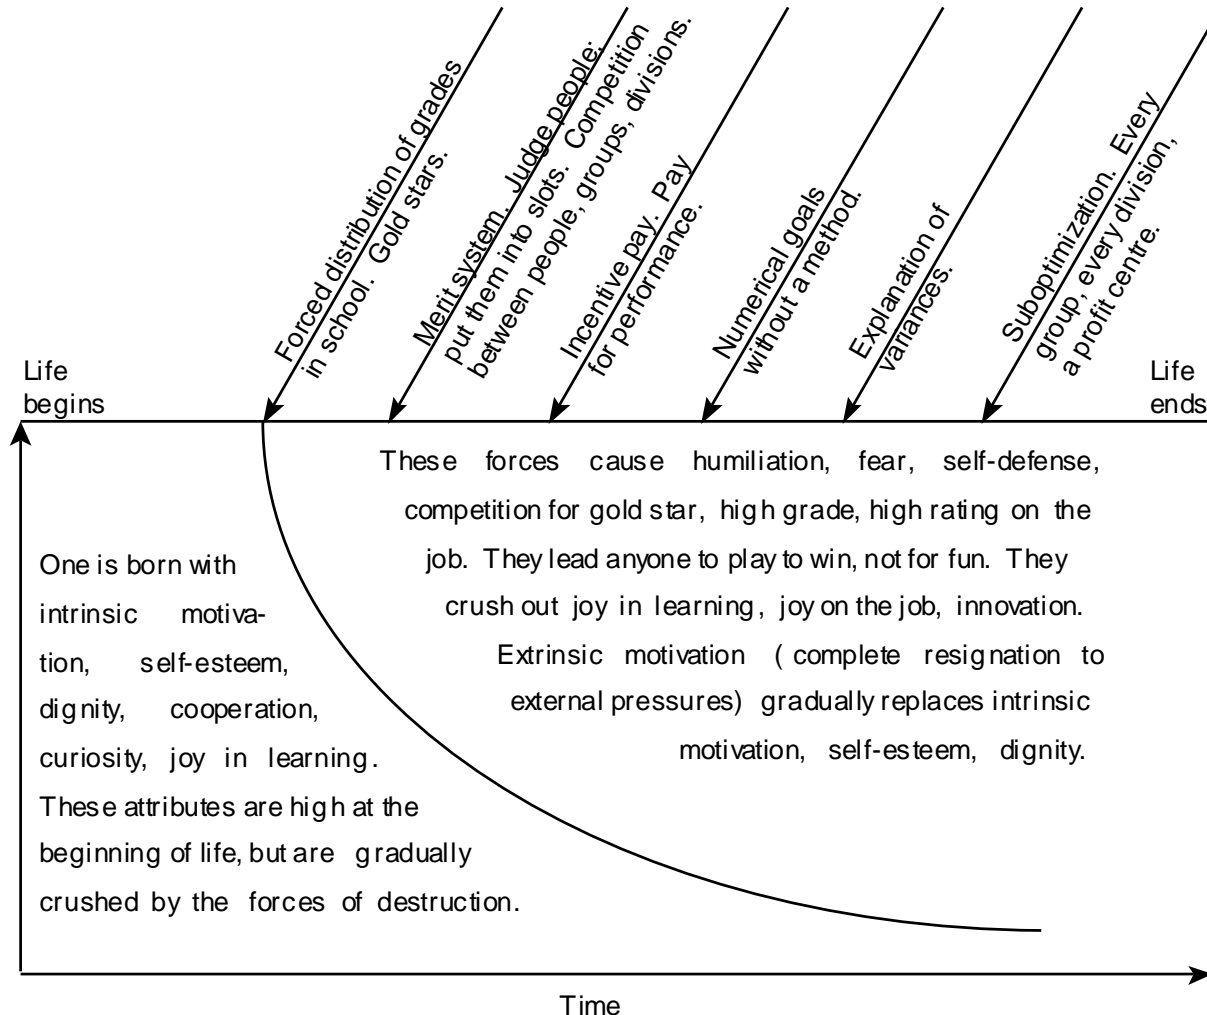 Forced distribution of grades
in school. Gold stars.
Merit system. Judge people;
put them into slots. Competition
between people, groups, divisions.
Incentive pay. Pay
for performance.
Numerical goals
without a method.
Explanation of
variances.
Suboptimization. Every
group, every division,
a profit centre.
Life
begins
Life
ends
These forces cause humiliation, fear, self-defense,
competition for gold star, high grade, high rating on the
job. They lead anyone to play to win, not for fun. They
crush out joy in learning, joy on the job, innovation.
Extrinsic motivation (complete resignation to
external pressures) gradually replaces intrinsic
motivation, self-esteem, dignity.
One is born with
intrinsic motiva-
tion, self-esteem,
dignity, cooperation,
curiosity, joy in learning.
These attributes are high at the
beginning of life, but are gradually
crushed by the forces of destruction.
Time